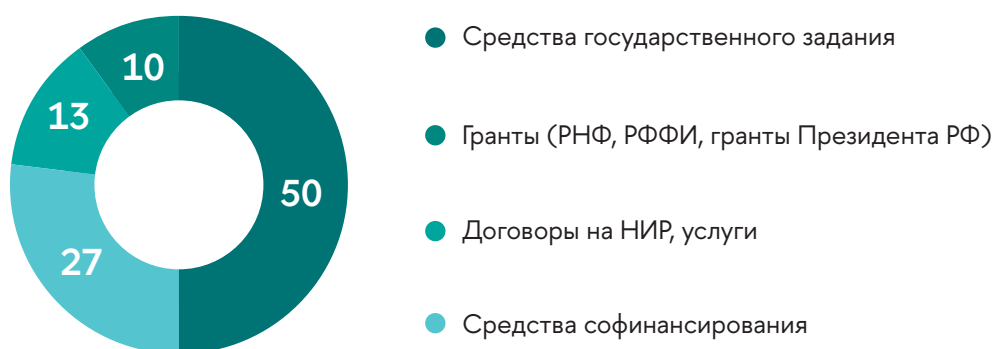 10
13
50
27
Средства государственного задания
Гранты (РНФ, РФФИ, гранты Президента РФ)
Договоры на НИР, услуги
Средства софинансирования